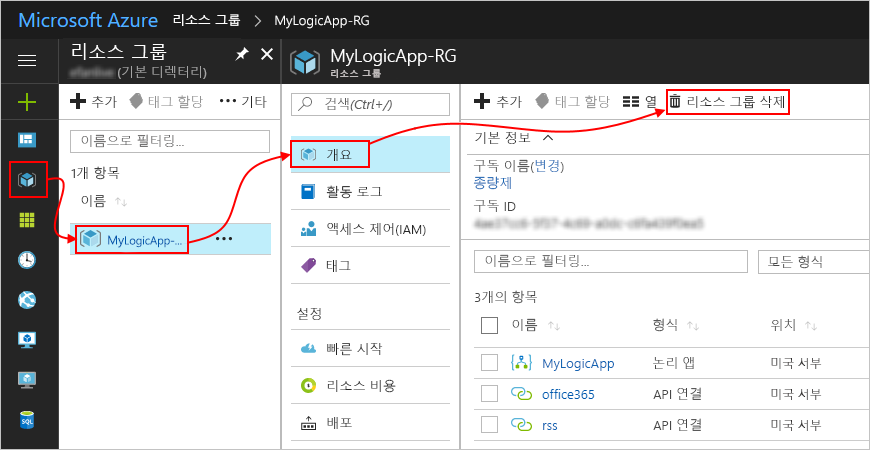 Microsoft Azure 리소스 그룹 > MyLogicApp-RG
리소스 그룹
(기본 디렉터리)
추가 태그 할당 ••• 기타
이름으로 필터링...
1개 항목
이름
MyLogicApp-... •••
MyLogicApp-RG
리소스 그룹
검색(Ctrl+/)
개요
활동 로그
액세스 제어(IAM)
태그
설정
빠른 시작
리소스 비용
배포
추가 태그 할당 열 리소스 그룹 삭제
기본 정보
구독 이름(변경)
종량제
구독 ID
이름으로 필터링... 모든 형식
3개의 항목
이름 형식 위치
MyLogicApp 논리 앱 미국 서부
office365 API 연결 미국 서부
rss API 연결 미국 서부
SQL